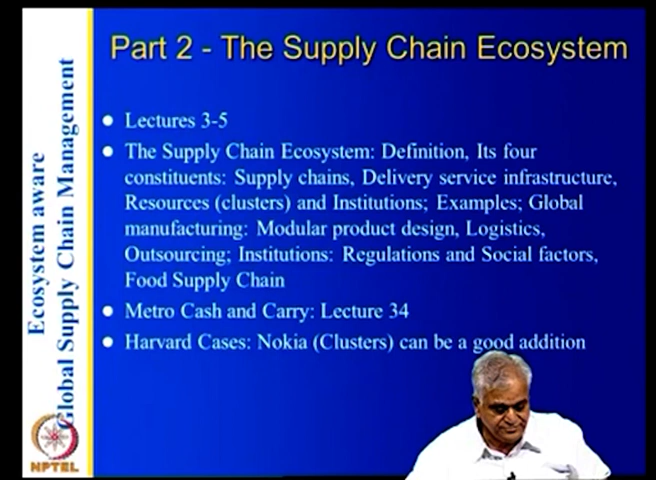 Part 2 - The Supply Chain Ecosystem
Lectures 3-5
The Supply Chain Ecosystem: Definition, Its four
constituents: Supply chains, Delivery service infrastructure,
Resources (clusters) and Institutions; Examples; Global
manufacturing: Modular product design, Logistics,
Outsourcing; Institutions: Regulations and Social factors,
Food Supply Chain
Metro Cash and Carry: Lecture 34
Harvard Cases: Nokia (Clusters) can be a good addition
Ecosystem aware
Global Supply Chain Management
NPTEL